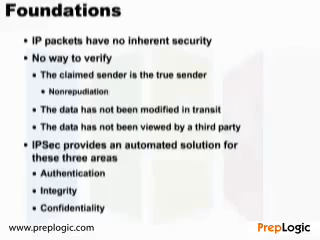 Foundations
• IP packets have no inherent security
• No way to verify
• The claimed sender is the true sender
• Nonrepudiation
• The data has not been modified in transit
• The data has not been viewed by a third party
• IPSec provides an automated solution for
these three areas
• Authentication
• Integrity
• Confidentiality
www.preplogic.com PrepLogic